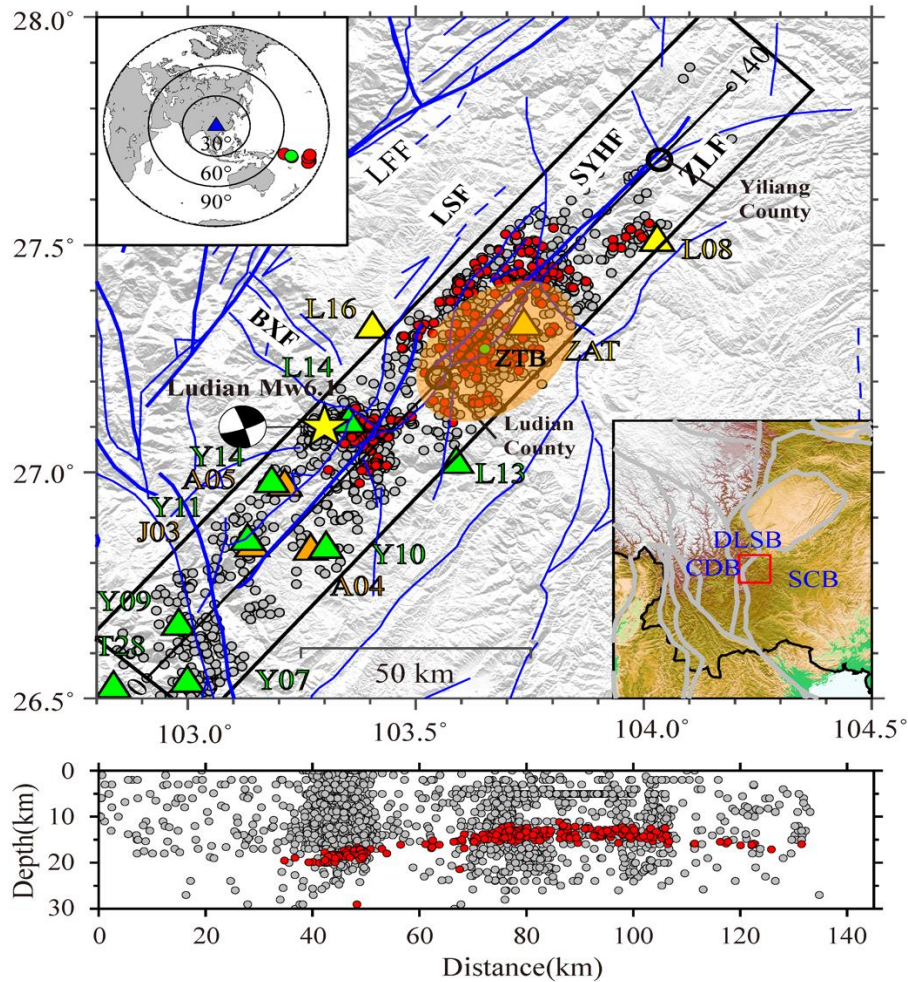 28.0°
27.5°
27.0°
26.5°
30°
60°
90°
LFF
LSF
SYHF
ZLF
BXF
140
Yiliang
County
L08
L16
L14
ZTB
ZAT
Ludian Mw6.1
Ludian
County
Y14
A05
L13
Y11
J03
Y10
A04
Y09
T28
Y07
50 km
DLSB
CDB
SCB
103.0°
103.5°
104.0°
104.5°
Depth(km)
0
10
20
30
0
20
40
60
80
100
120
140
Distance(km)